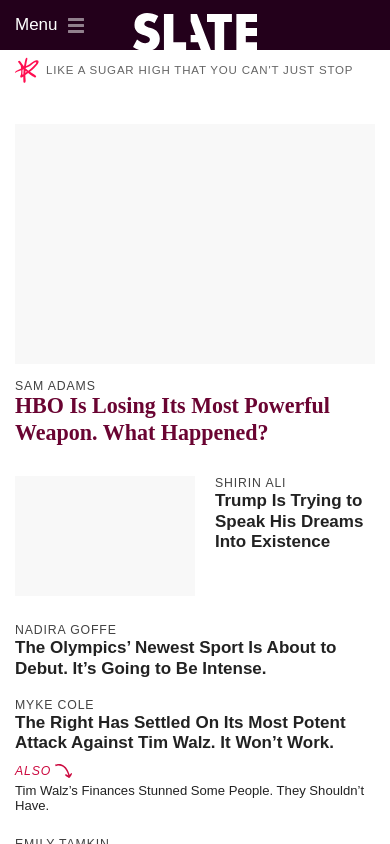 Menu
SLATE
LIKE A SUGAR HIGH THAT YOU CAN'T JUST STOP
SAM ADAMS
HBO Is Losing Its Most Powerful
Weapon. What Happened?
SHIRIN ALI
Trump Is Trying to
Speak His Dreams
Into Existence
NADIRA GOFFE
The Olympics’ Newest Sport Is About to
Debut. It’s Going to Be Intense.
MYKE COLE
The Right Has Settled On Its Most Potent
Attack Against Tim Walz. It Won’t Work.
ALSO
Tim Walz’s Finances Stunned Some People. They Shouldn’t
Have.
EMILY TAMKIN